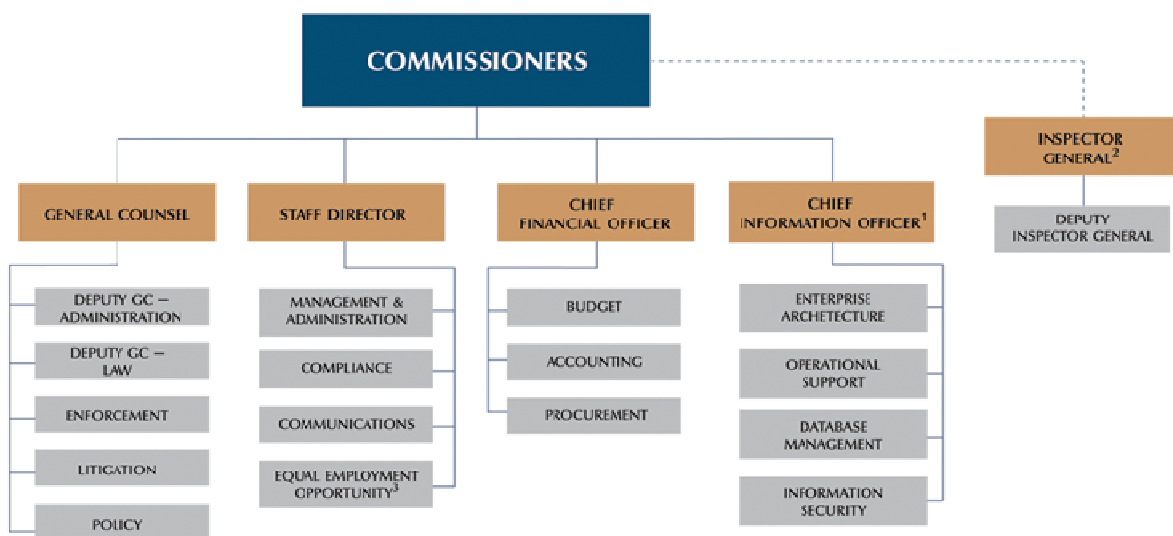 COMMISSIONERS
INSPECTOR
GENERAL2
DEPUTY
INSPECTOR GENERAL
GENERAL COUNSEL
DEPUTY GC –
ADMINISTRATION
DEPUTY GC –
LAW
ENFORCEMENT
LITIGATION
POLICY
STAFF DIRECTOR
MANAGEMENT &
ADMINISTRATION
COMPLIANCE
COMMUNICATIONS
EQUAL EMPLOYMENT
OPPORTUNITY3
CHIEF
FINANCIAL OFFICER
BUDGET
ACCOUNTING
PROCUREMENT
CHIEF
INFORMATION OFFICER1
ENTERPRISE
ARCHETECTURE
OPERATIONAL
SUPPORT
DATABASE
MANAGEMENT
INFORMATION
SECURITY